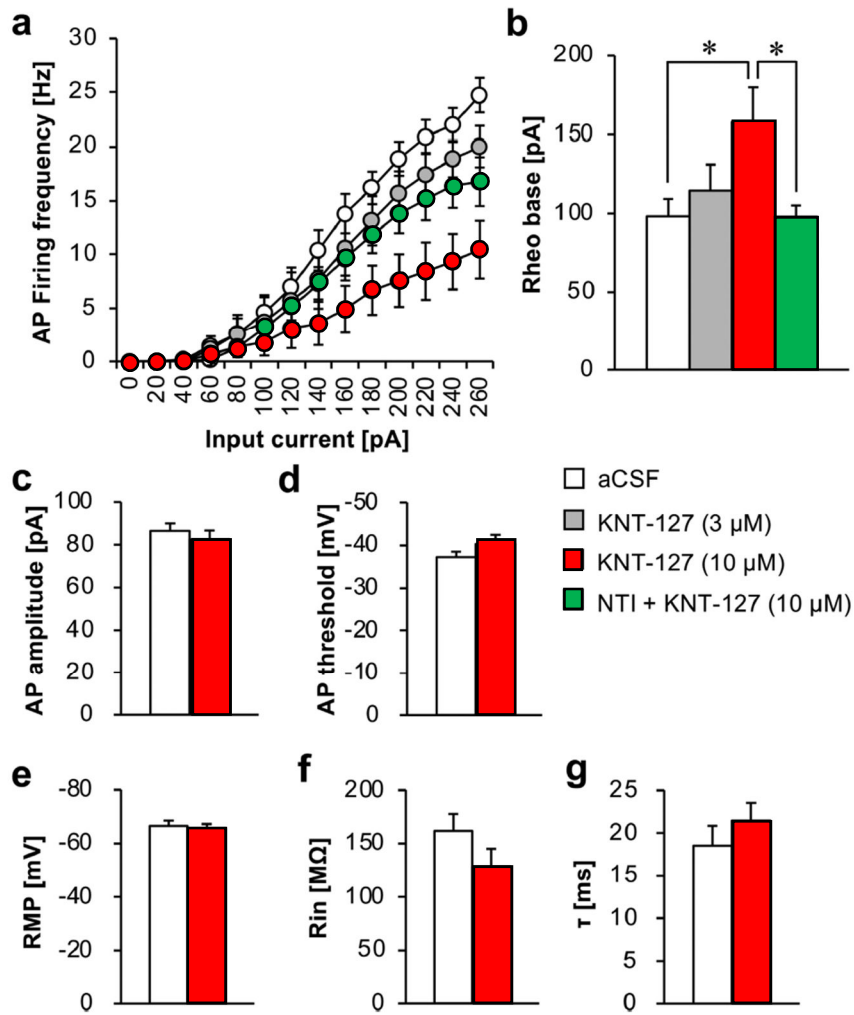 a
AP Firing frequency [Hz]
30
25
20
15
10
5
0
0 20 40 60 80 100 120 140 160 180 200 220 240 260
Input current [pA]
b
Rheo base [pA]
200
150
100
50
0
* *
c
AP amplitude [pA]
100
80
60
40
20
0
d
AP threshold [mV]
-50
-40
-30
-20
-10
0
aCSF
KNT-127 (3 μM)
KNT-127 (10 μM)
NTI + KNT-127 (10 μM)
e
RMP [mV]
-80
-60
-40
-20
0
f
Rin [MΩ]
200
150
100
50
0
g
τ [ms]
25
20
15
10
5
0